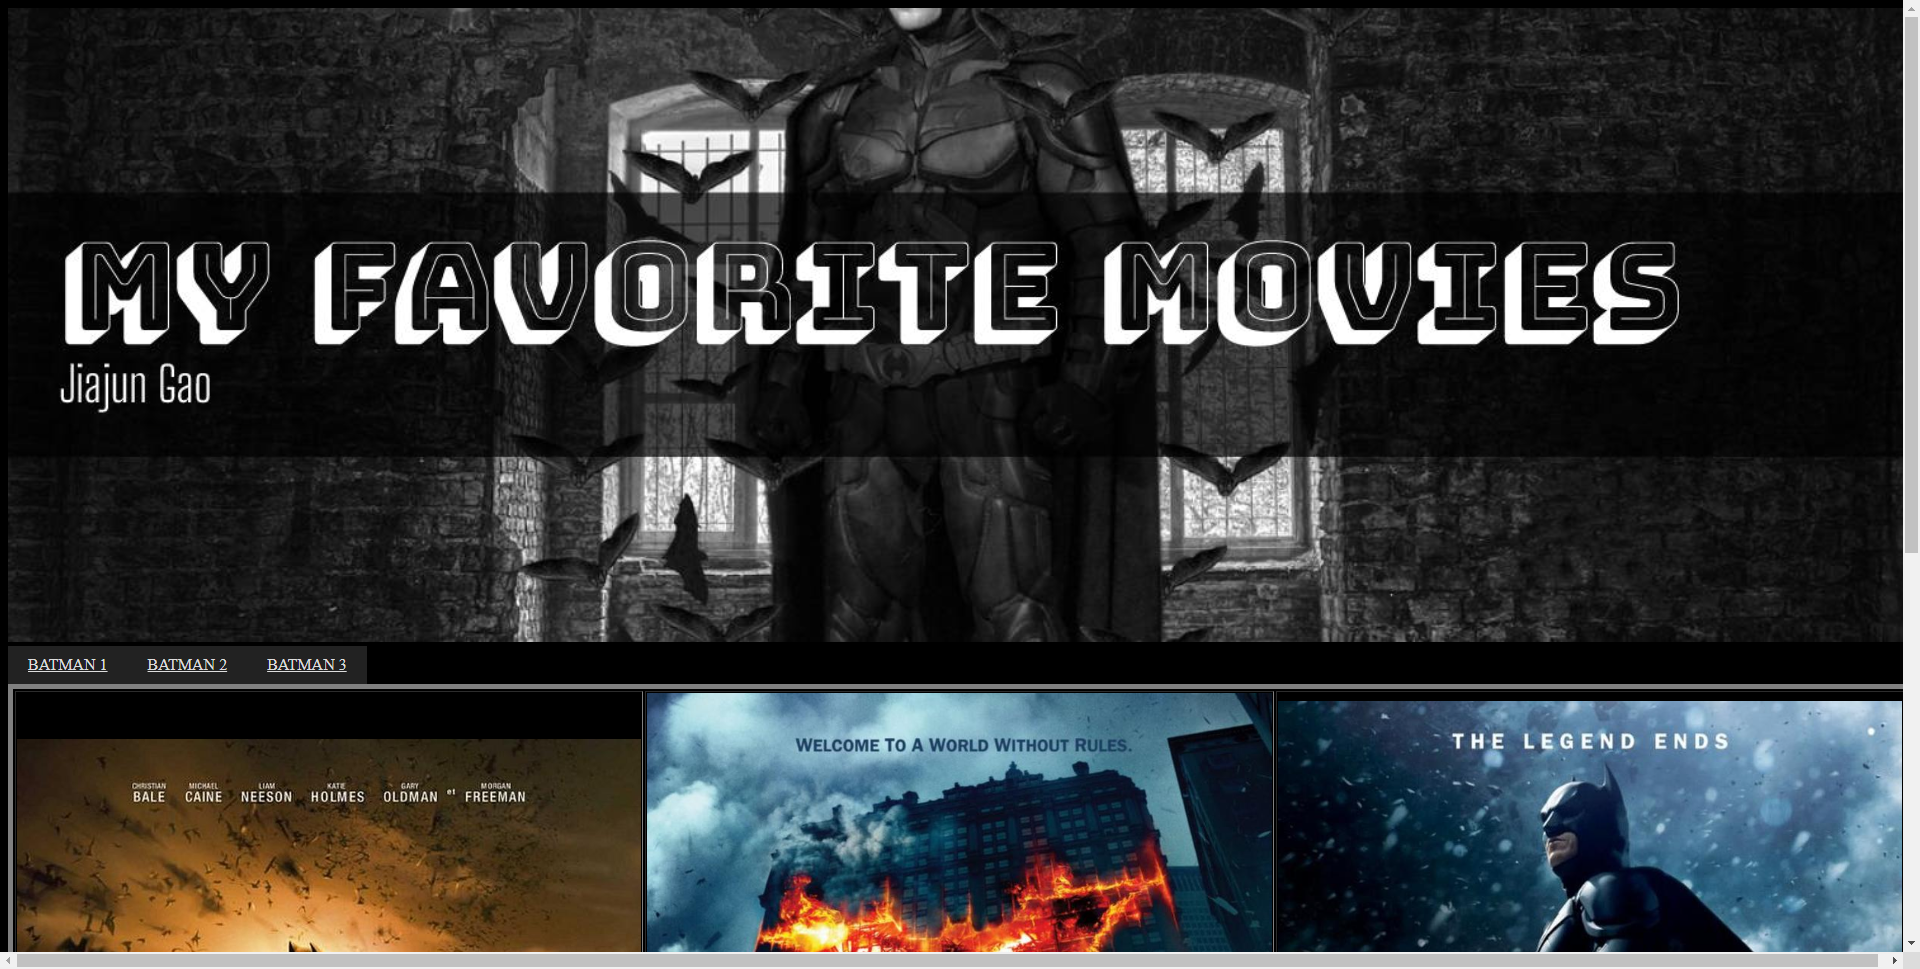 MY FAVORITE MOVIES
Jiajun Gao
BATMAN 1 BATMAN 2 BATMAN 3
CHRISTIAN BALE MICHAEL CAINE LIAM NEESON KATIE HOLMES GARY OLDMAN et MORGAN FREEMAN
WELCOME TO A WORLD WITHOUT RULES.
THE LEGEND ENDS